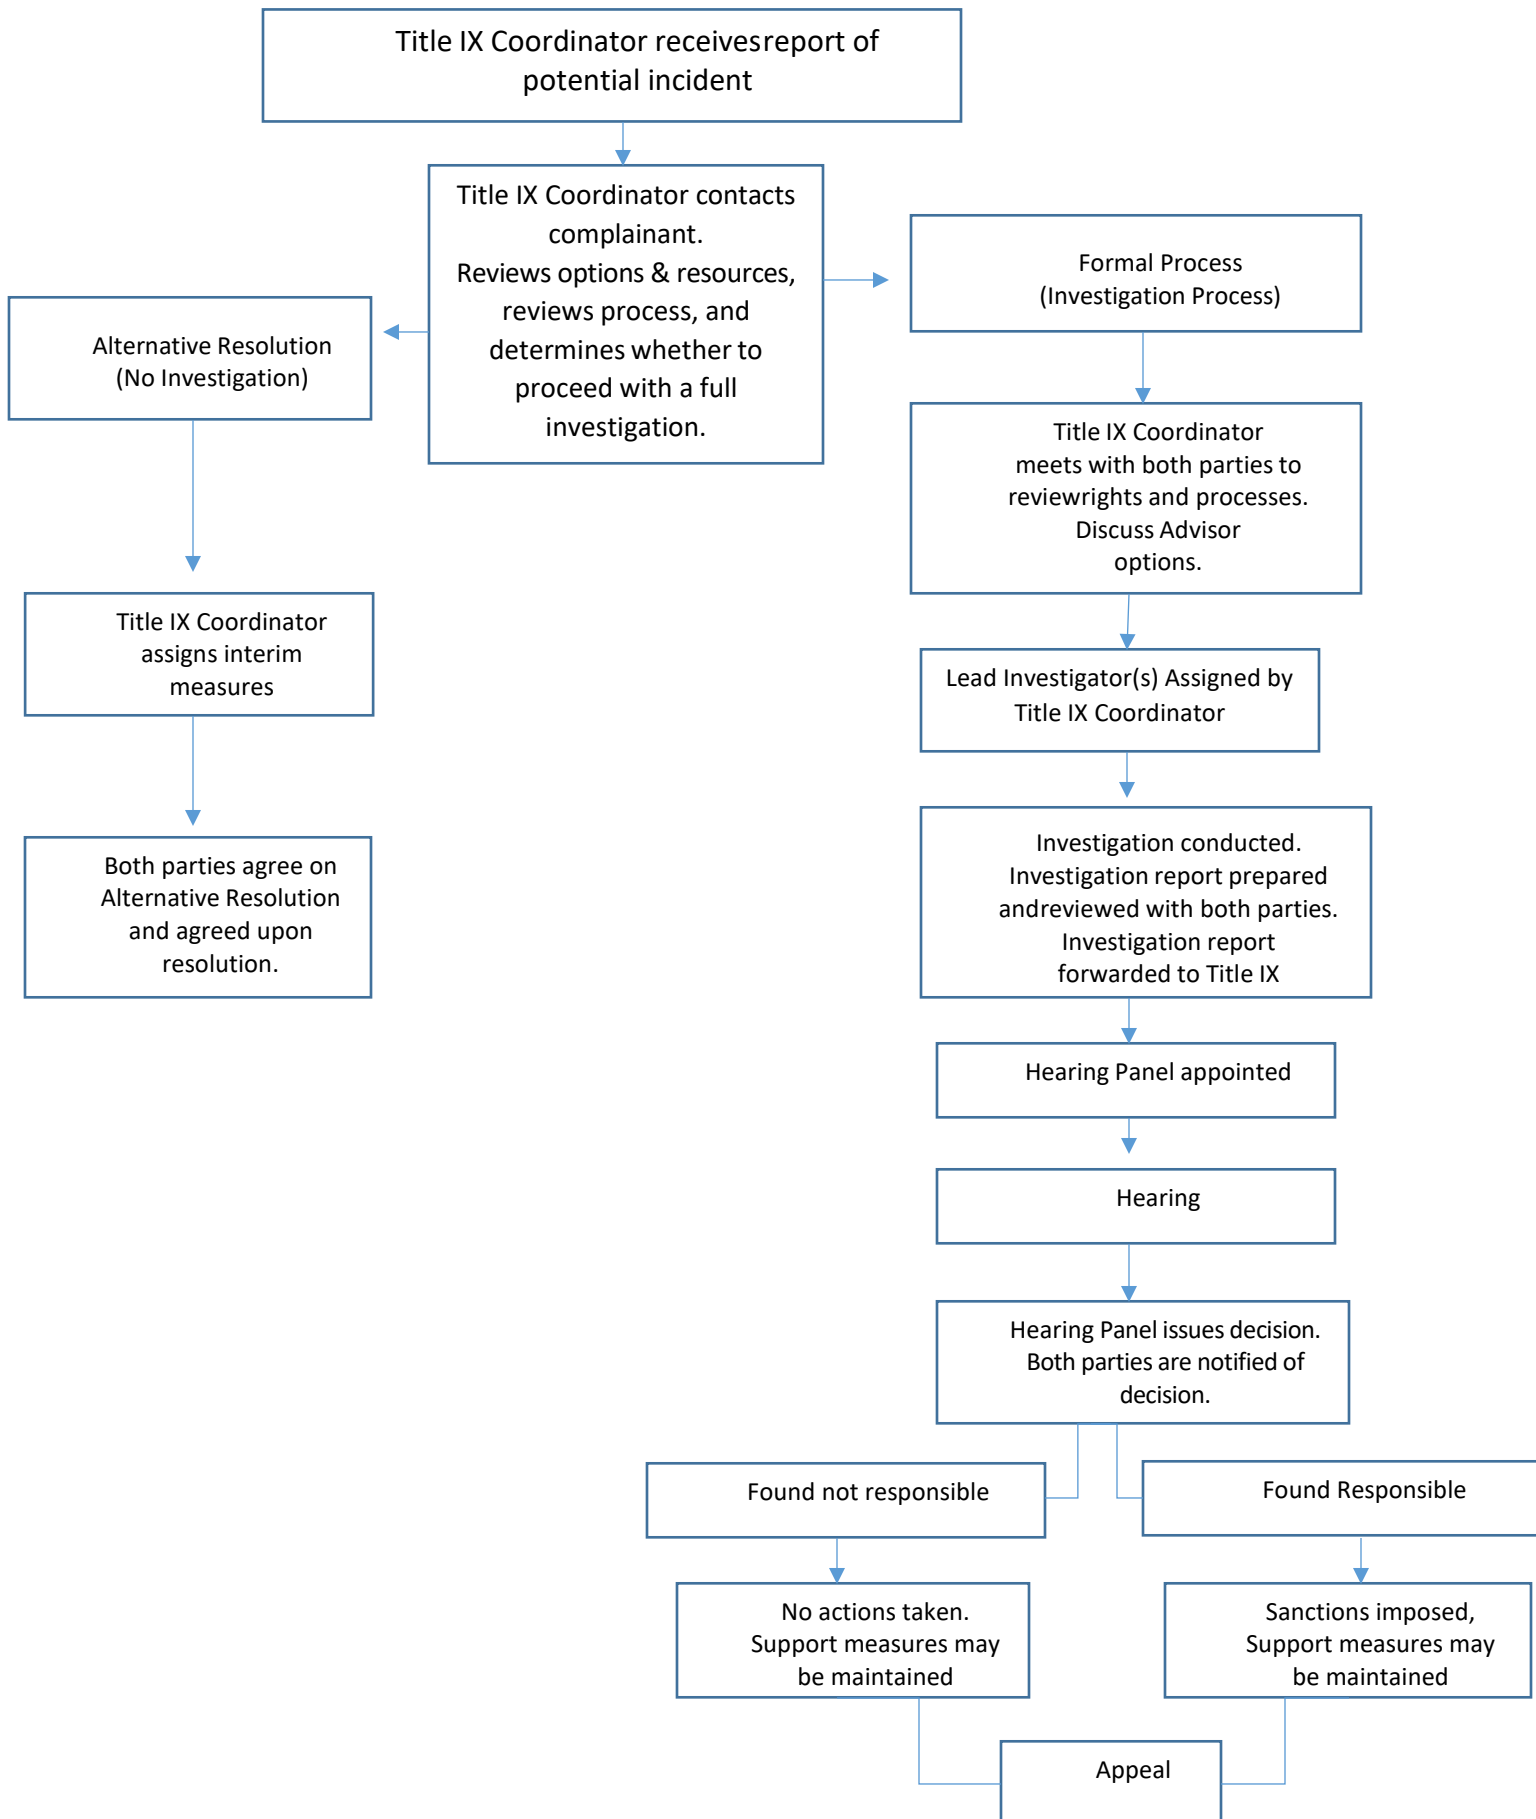 Title IX Coordinator receivesreport of
potential incident
Title IX Coordinator contacts
complainant.
Reviews options & resources,
reviews process, and
determines whether to
proceed with a full
investigation.
Alternative Resolution
(No Investigation)
Title IX Coordinator
assigns interim
measures
Both parties agree on
Alternative Resolution
and agreed upon
resolution.
Formal Process
(Investigation Process)
Title IX Coordinator
meets with both parties to
reviewrights and processes.
Discuss Advisor
options.
Lead Investigator(s) Assigned by
Title IX Coordinator
Investigation conducted.
Investigation report prepared
andreviewed with both parties.
Investigation report
forwarded to Title IX
Hearing Panel appointed
Hearing
Hearing Panel issues decision.
Both parties are notified of
decision.
Found not responsible
Found Responsible
No actions taken.
Support measures may
be maintained
Sanctions imposed,
Support measures may
be maintained
Appeal